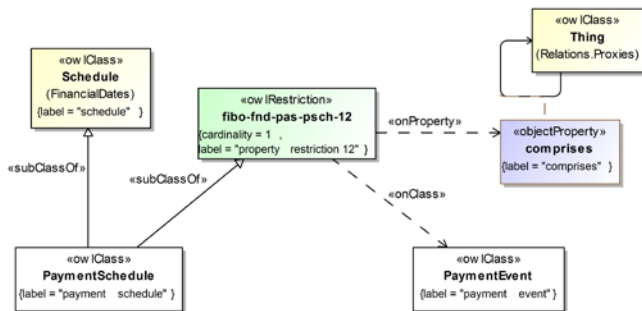 «owlClass»
Thing
(Relations.Proxies)
«owlClass»
Schedule
(FinancialDates)
{label = "schedule" }
«owlRestriction»
fibo-fnd-pas-psch-12
{cardinality = 1 ,
label = "property restriction 12" }
«onProperty»
«objectProperty»
comprises
{label = "comprises" }
«subClassOf»
«subClassOf»
«onClass»
«owlClass»
PaymentSchedule
{label = "payment schedule" }
«owlClass»
PaymentEvent
{label = "payment event" }